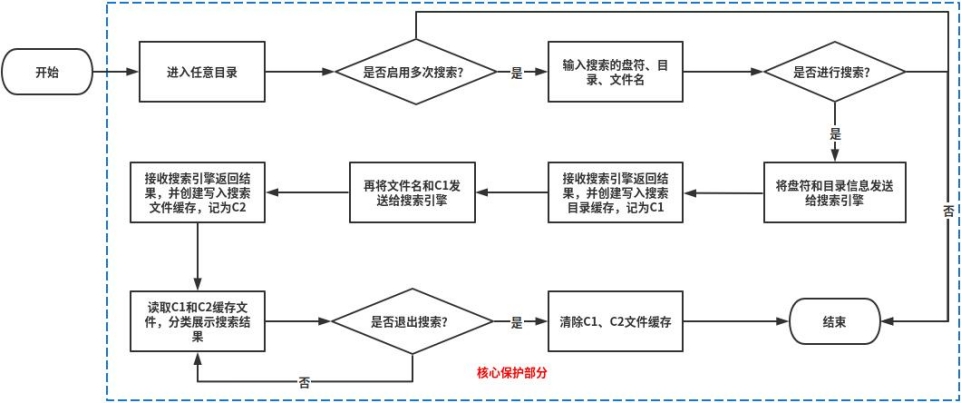 开始
进入任意目录
是否启用多次搜索?
是
输入搜索的盘符、目
录、文件名
是否进行搜索?
是
否
接收搜索引擎返回结
果，并创建写入搜索
文件缓存，记为C2
再将文件名和C1发
送给搜索引擎
接收搜索引擎返回结
果，并创建写入搜索
目录缓存，记为C1
将盘符和目录信息发送
给搜索引擎
读取C1和C2缓存文
件，分类展示搜索结
果
是否退出搜索?
是
清除C1、C2文件缓存
结束
否
核心保护部分